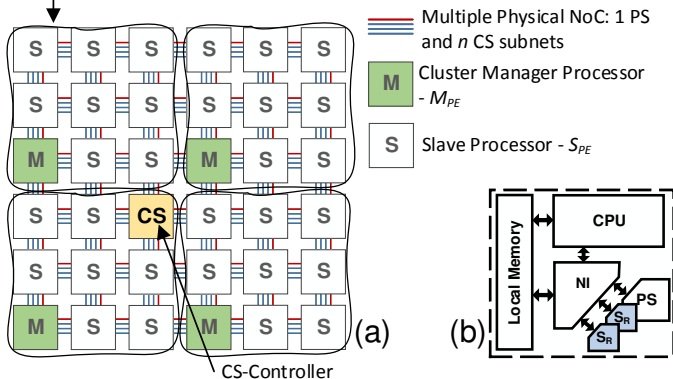 S S S S S S
Multiple Physical NoC: 1 PS
and n CS subnets
S S S S S S
M
Cluster Manager Processor
- MPE
M S S M S S
S
Slave Processor - SPE
S S CS S S S
S S S S S S
M S S M S S
(a)
CS-Controller
Local Memory
CPU
NI
PS
SR
SR
(b)